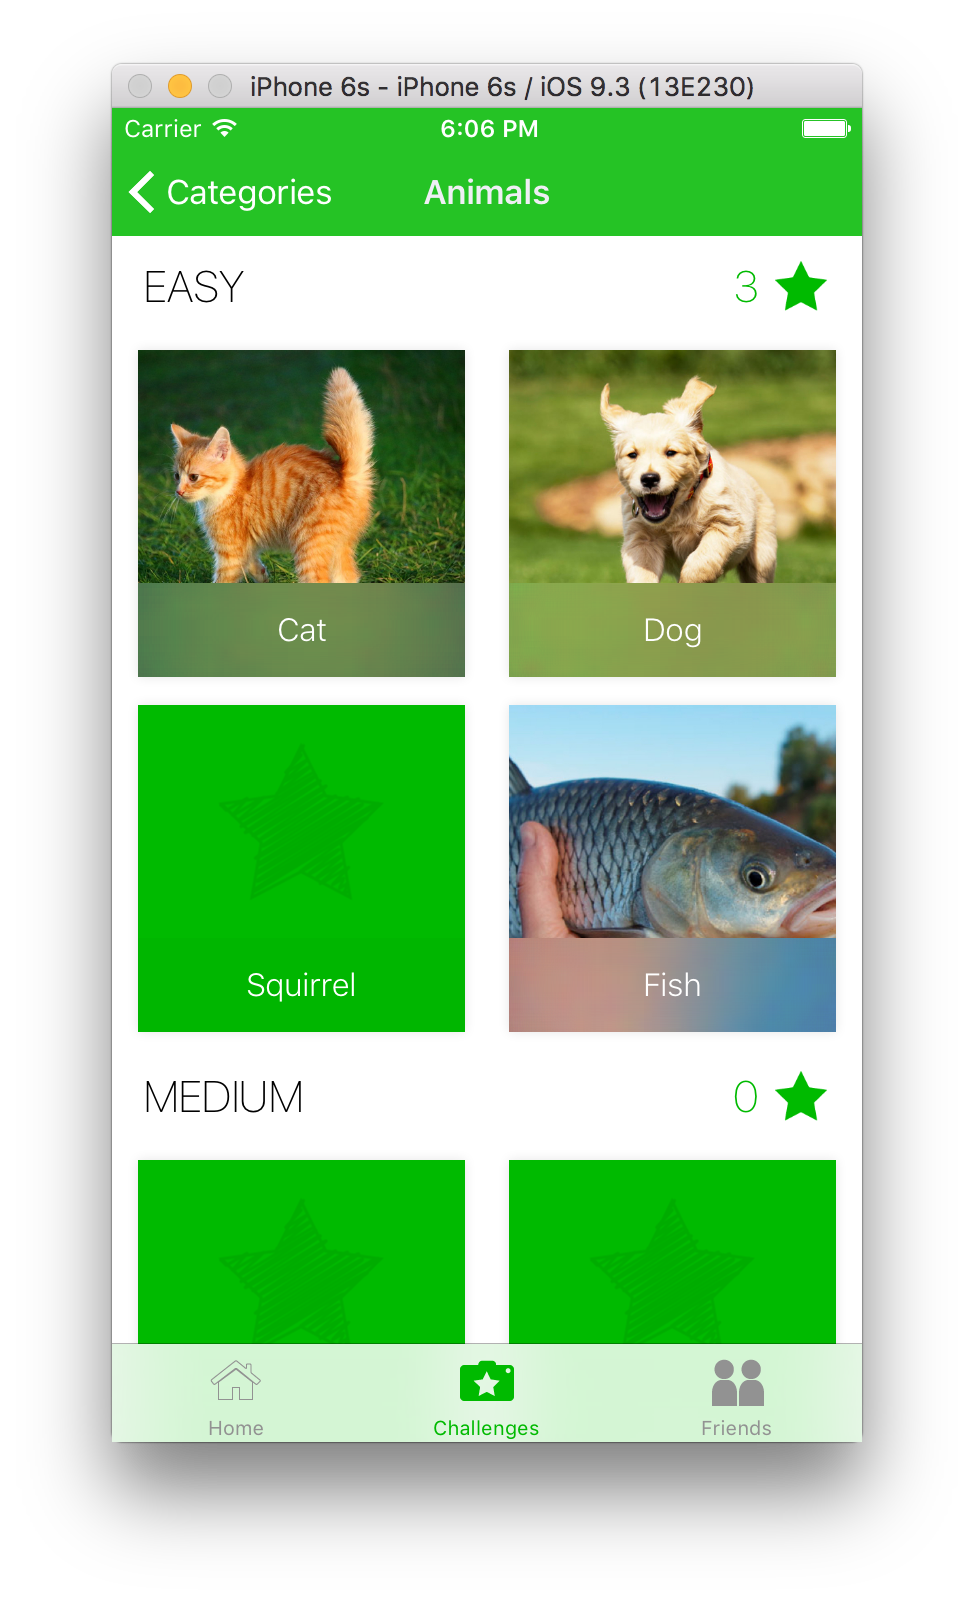 iPhone 6s - iPhone 6s / iOS 9.3 (13E230)
Carrier 6:06 PM
Categories Animals
EASY 3
Cat Dog
Squirrel Fish
MEDIUM 0
Home Challenges Friends